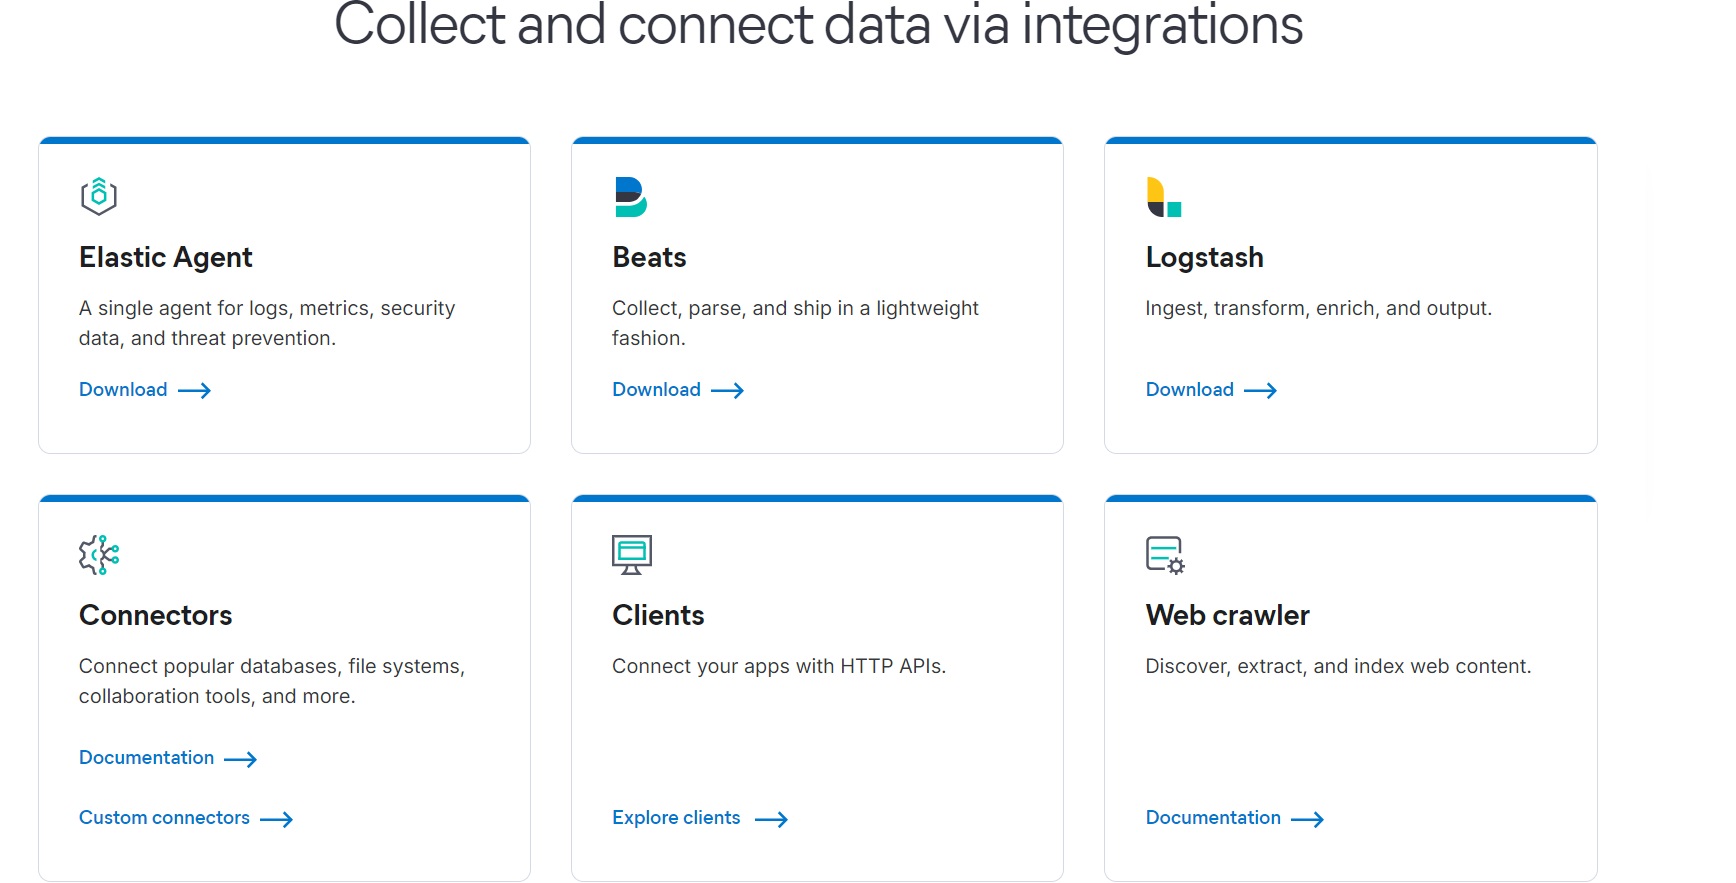 Collect and connect data via integrations
Elastic Agent
A single agent for logs, metrics, security
data, and threat prevention.
Download
Beats
Collect, parse, and ship in a lightweight
fashion.
Download
Logstash
Ingest, transform, enrich, and output.
Download
Connectors
Connect popular databases, file systems,
collaboration tools, and more.
Documentation
Custom connectors
Clients
Connect your apps with HTTP APIs.
Explore clients
Web crawler
Discover, extract, and index web content.
Documentation